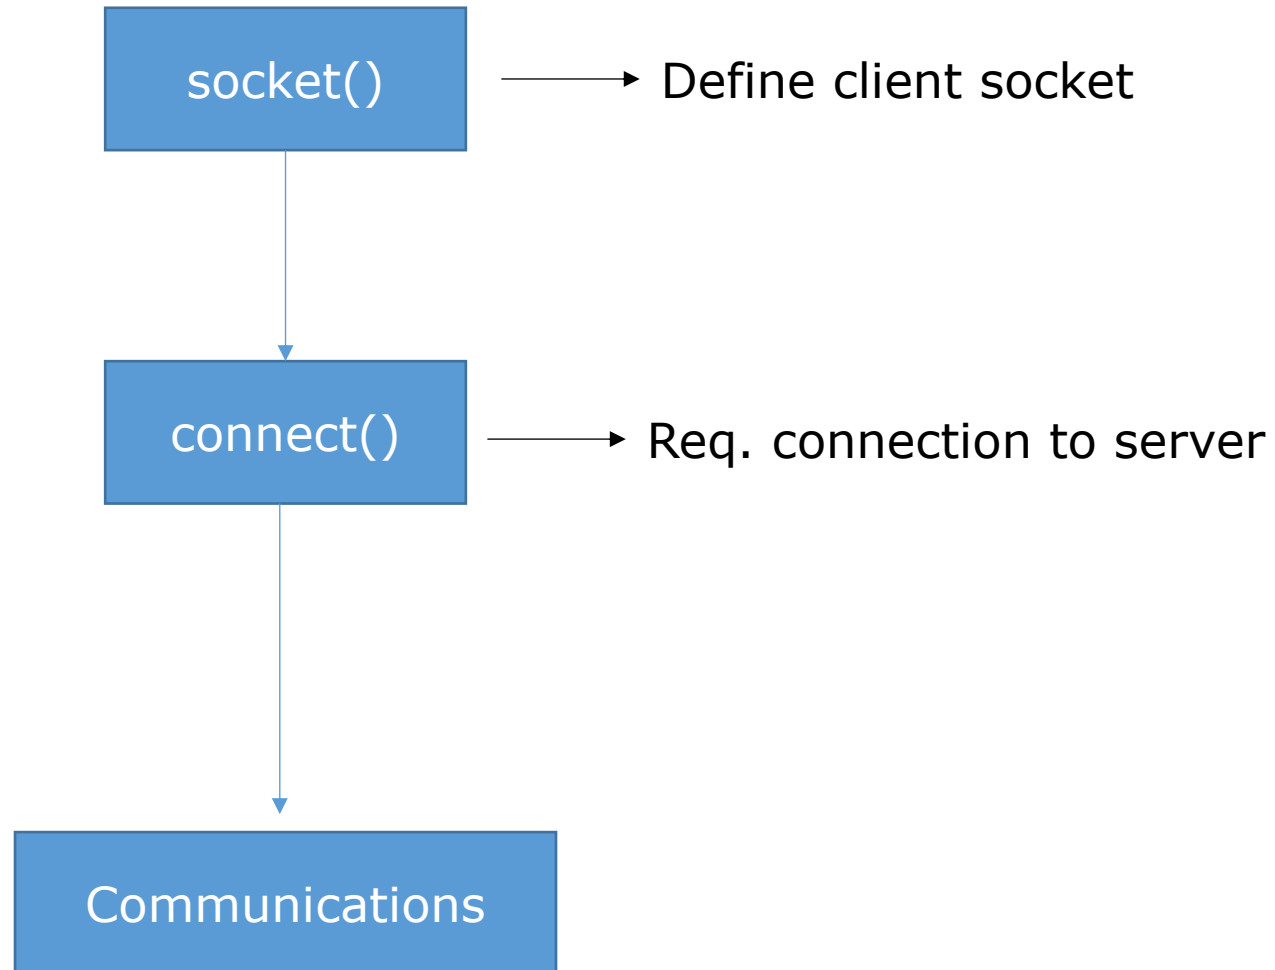 socket()
Define client socket
connect()
Req. connection to server
Communications